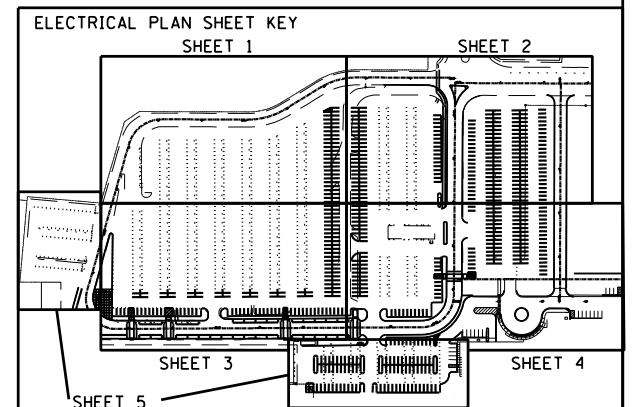 ELECTRICAL PLAN SHEET KEY
SHEET 1
SHEET 2
SHEET 3
SHEET 4
SHEET 5